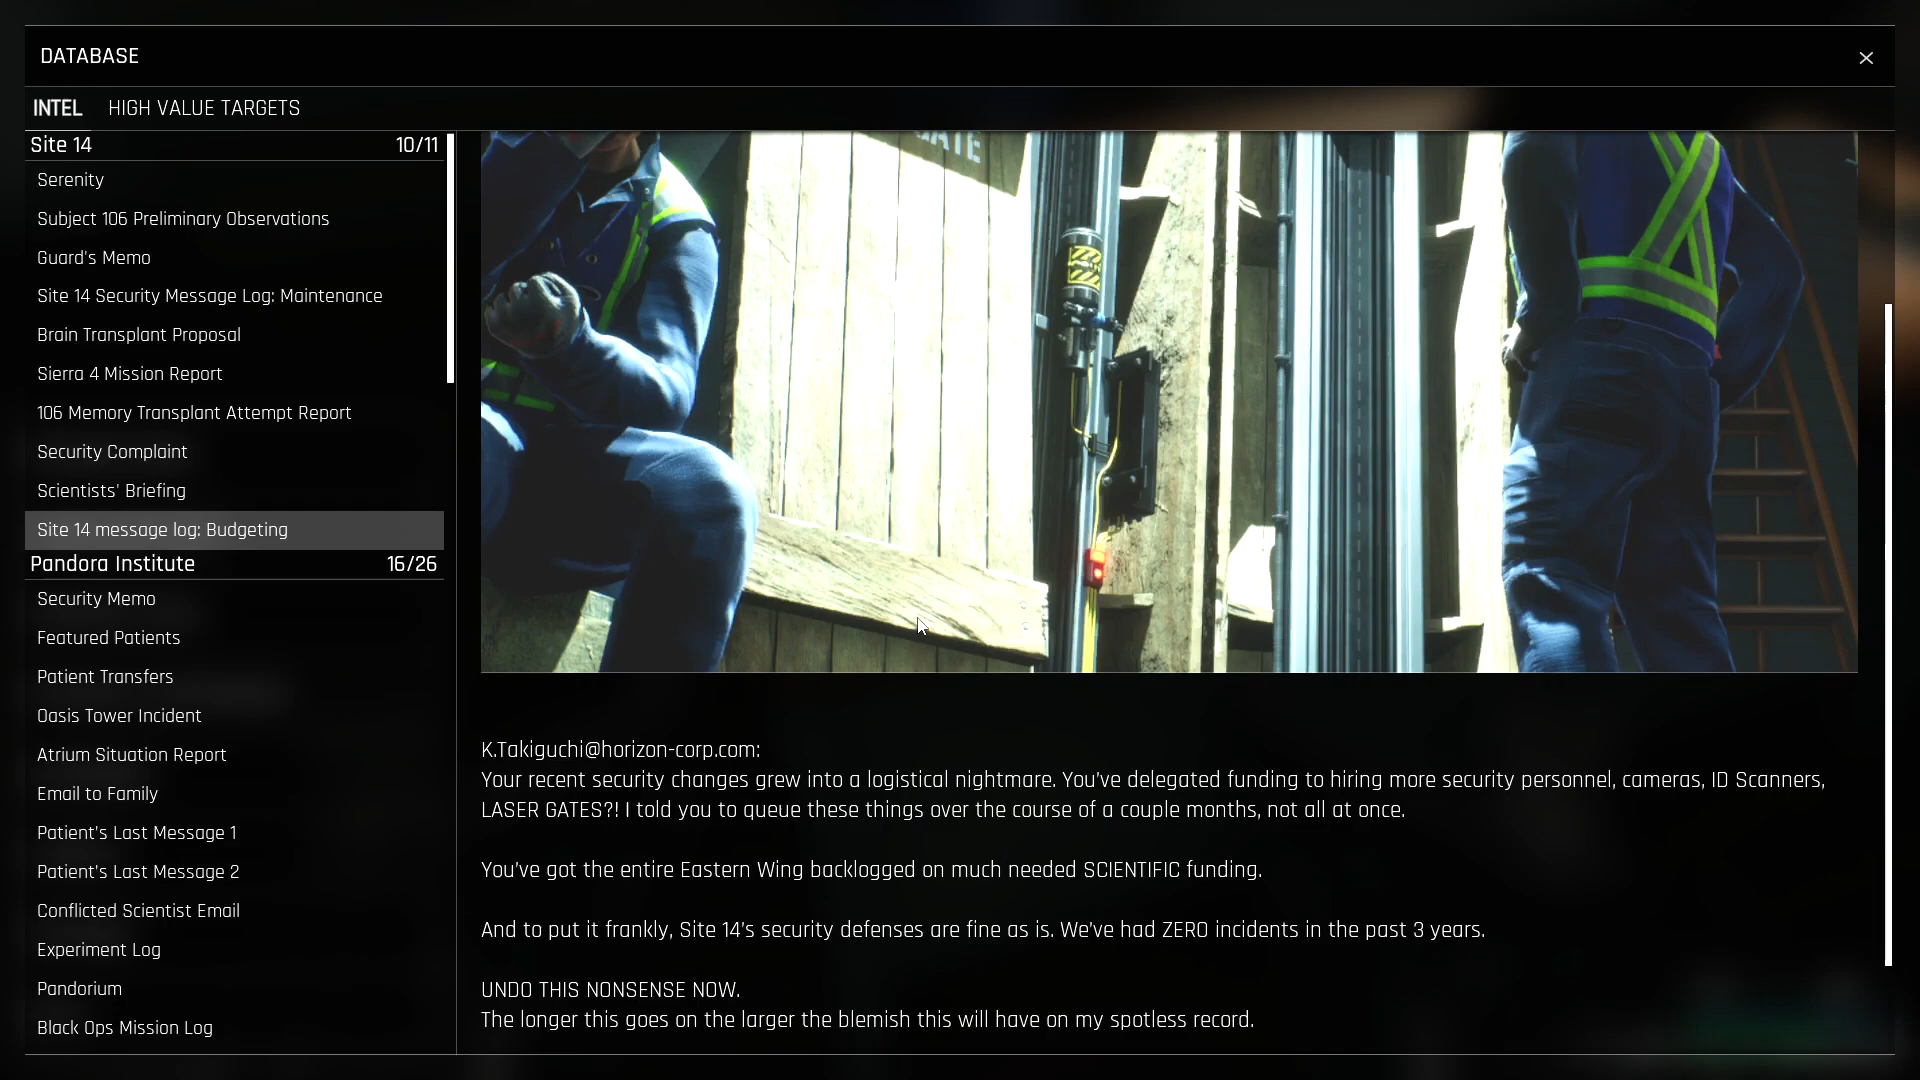 DATABASE
INTEL HIGH VALUE TARGETS
Site 14 10/11
Serenity
Subject 106 Preliminary Observations
Guard's Memo
Site 14 Security Message Log: Maintenance
Brain Transplant Proposal
Sierra 4 Mission Report
106 Memory Transplant Attempt Report
Security Complaint
Scientists' Briefing
Site 14 message log: Budgeting
Pandora Institute 16/26
Security Memo
Featured Patients
Patient Transfers
Oasis Tower Incident
Atrium Situation Report
Email to Family
Patient's Last Message 1
Patient's Last Message 2
Conflicted Scientist Email
Experiment Log
Pandorium
Black Ops Mission Log
K.Takiguchi@horizon-corp.com:
Your recent security changes grew into a logistical nightmare. You've delegated funding to hiring more security personnel, cameras, ID Scanners,
LASER GATES?! I told you to queue these things over the course of a couple months, not all at once.
You've got the entire Eastern Wing backlogged on much needed SCIENTIFIC funding.
And to put it frankly, Site 14's security defenses are fine as is. We've had ZERO incidents in the past 3 years.
UNDO THIS NONSENSE NOW.
The longer this goes on the larger the blemish this will have on my spotless record.